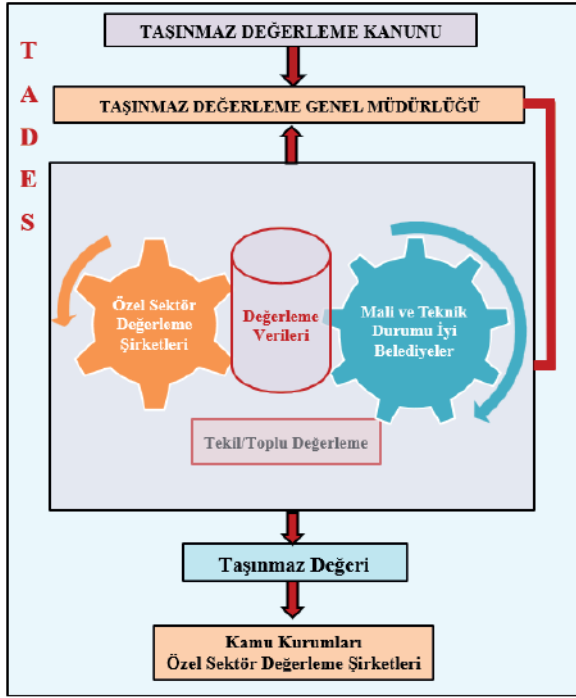 TAŞINMAZ DEĞERLEME KANUNU
TADES
TAŞINMAZ DEĞERLEME GENEL MÜDÜRLÜĞÜ
Özel Sektör
Değerleme
Şirketleri
Değerleme
Verileri
Mali ve Teknik
Durumu İyi
Belediyeler
Tekil/Toplu Değerleme
Taşınmaz Değeri
Kamu Kurumları
Özel Sektör Değerleme Şirketleri